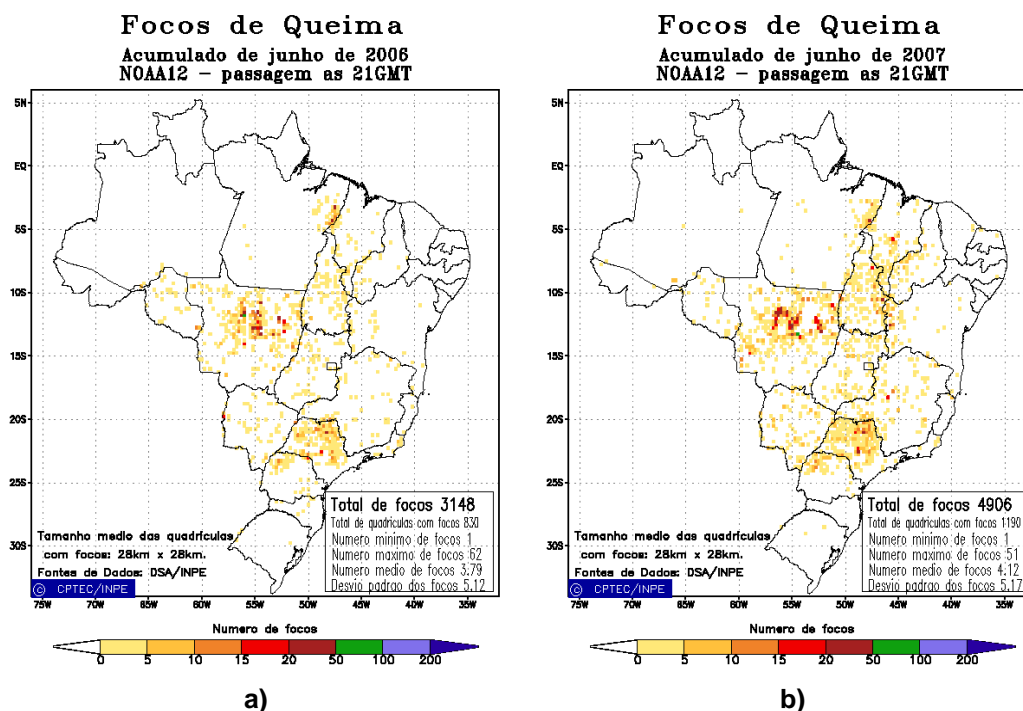 Focos de Queima
Acumulado de junho de 2006
NOAA12 – passagem as 21GMT
5N
EQ
5S
10S
15S
20S
25S
30S
Total de focos 3148
Total de quadrículas com focos 830
Numero mínimo de focos 1
Numero maximo de focos 62
Numero medio de focos 3.79
Desvio padrao dos focos 5.12
Tamanho medio das quadrículas
com focos: 28km x 28km.
Fontes de Dados: DSA/INPE
© CPTEC/INPE
75W 70W 65W 60W 55W 50W 45W 40W 35W
Numero de focos
0 5 10 15 20 50 100 200
a)
Focos de Queima
Acumulado de junho de 2007
NOAA12 – passagem as 21GMT
5N
EQ
5S
10S
15S
20S
25S
30S
Total de focos 4906
Total de quadrículas com focos 1190
Numero mínimo de focos 1
Numero maximo de focos 51
Numero medio de focos 4.12
Desvio padrao dos focos 5.17
Tamanho medio das quadrículas
com focos: 28km x 28km.
Fontes de Dados: DSA/INPE
© CPTEC/INPE
75W 70W 65W 60W 55W 50W 45W 40W 35W
Numero de focos
0 5 10 15 20 50 100 200
b)